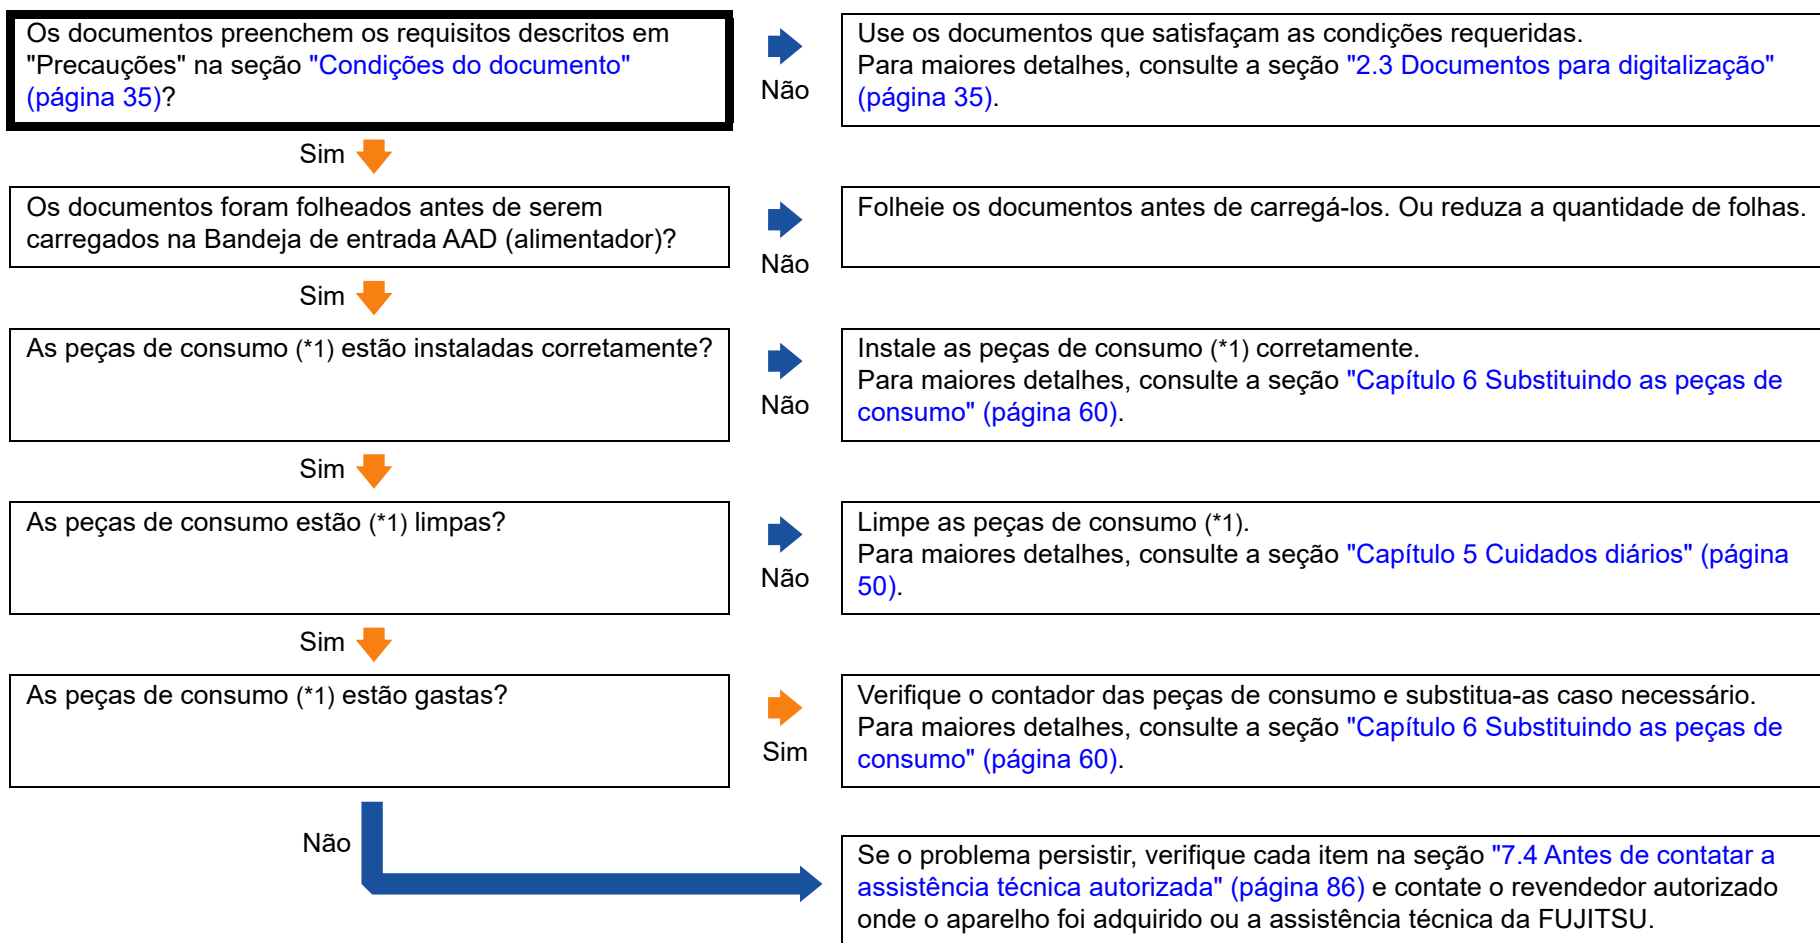 Os documentos preenchem os requisitos descritos em
"Precauções" na seção "Condições do documento"
(página 35)?
Não
Use os documentos que satisfaçam as condições requeridas.
Para maiores detalhes, consulte a seção "2.3 Documentos para digitalização"
(página 35).
Sim
Os documentos foram folheados antes de serem
carregados na Bandeja de entrada AAD (alimentador)?
Não
Folheie os documentos antes de carregá-los. Ou reduza a quantidade de folhas.
Sim
As peças de consumo (*1) estão instaladas corretamente?
Não
Instale as peças de consumo (*1) corretamente.
Para maiores detalhes, consulte a seção "Capítulo 6 Substituindo as peças de
consumo" (página 60).
Sim
As peças de consumo estão (*1) limpas?
Não
Limpe as peças de consumo (*1).
Para maiores detalhes, consulte a seção "Capítulo 5 Cuidados diários" (página
50).
Sim
As peças de consumo (*1) estão gastas?
Sim
Verifique o contador das peças de consumo e substitua-as caso necessário.
Para maiores detalhes, consulte a seção "Capítulo 6 Substituindo as peças de
consumo" (página 60).
Não
Se o problema persistir, verifique cada item na seção "7.4 Antes de contatar a
assistência técnica autorizada" (página 86) e contate o revendedor autorizado
onde o aparelho foi adquirido ou a assistência técnica da FUJITSU.